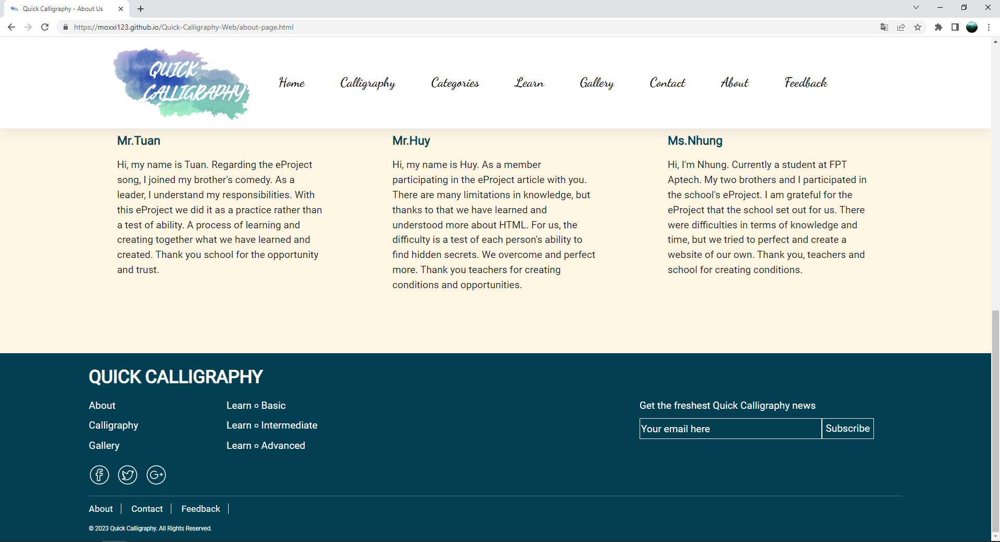 Quick Calligraphy - About Us
https://moxxi123.github.io/Quick-Calligraphy-Web/about-page.html
QUICK
CALLIGRAPHY
Home Calligraphy Categories Learn Gallery Contact About Feedback
Mr.Tuan
Hi, my name is Tuan. Regarding the eProject
song, I joined my brother's comedy. As a
leader, I understand my responsibilities. With
this eProject we did it as a practice rather than
a test of ability. A process of learning and
creating together what we have learned and
created. Thank you school for the opportunity
and trust.
Mr.Huy
Hi, my name is Huy. As a member
participating in the eProject article with you.
There are many limitations in knowledge, but
thanks to that we have learned and
understood more about HTML. For us, the
difficulty is a test of each person's ability to
find hidden secrets. We overcome and perfect
more. Thank you teachers for creating
conditions and opportunities.
Ms.Nhung
Hi, I'm Nhung. Currently a student at FPT
Aptech. My two brothers and I participated in
the school's eProject. I am grateful for the
eProject that the school set out for us. There
were difficulties in terms of knowledge and
time, but we tried to perfect and create a
website of our own. Thank you, teachers and
school for creating conditions.
QUICK CALLIGRAPHY
About
Calligraphy
Gallery
Learn ∘ Basic
Learn ∘ Intermediate
Learn ∘ Advanced
Get the freshest Quick Calligraphy news
Your email here Subscribe
About | Contact | Feedback |
© 2023 Quick Calligraphy. All Rights Reserved.